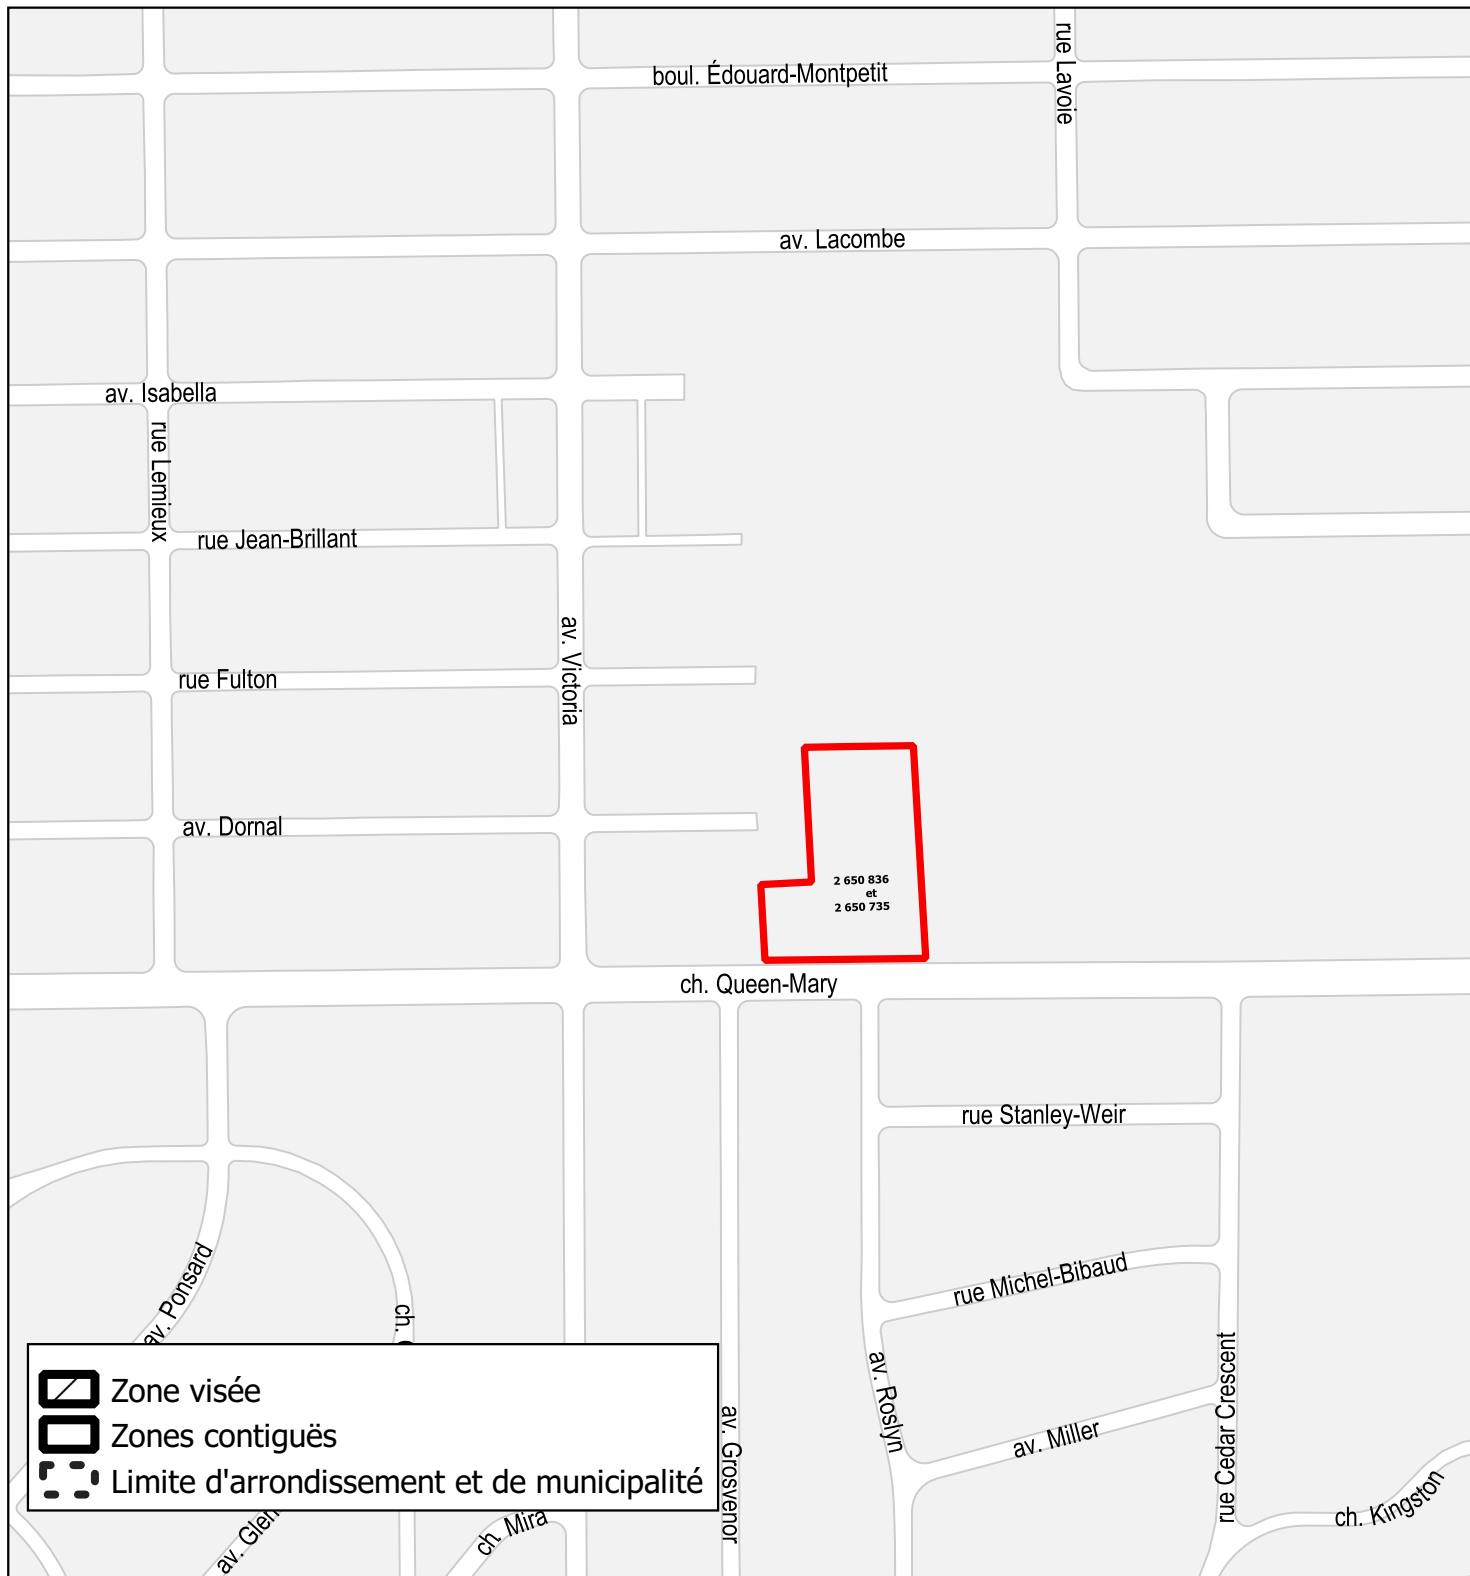 boul. Édouard-Montpetit
rue Lavoie
av. Lacombe
av. Isabella
rue Lemieux
rue Jean-Brillant
av. Victoria
rue Fulton
av. Dornal
2 650 836
et
2 650 735
ch. Queen-Mary
rue Stanley-Weir
av. Ponsard
rue Michel-Bibaud
ch.
av. Roslyn
rue Cedar Crescent
Zone visée
Zones contiguës
Limite d'arrondissement et de municipalité
av. Grosvenor
av. Miller
av.
ch. Mira
ch. Kingston